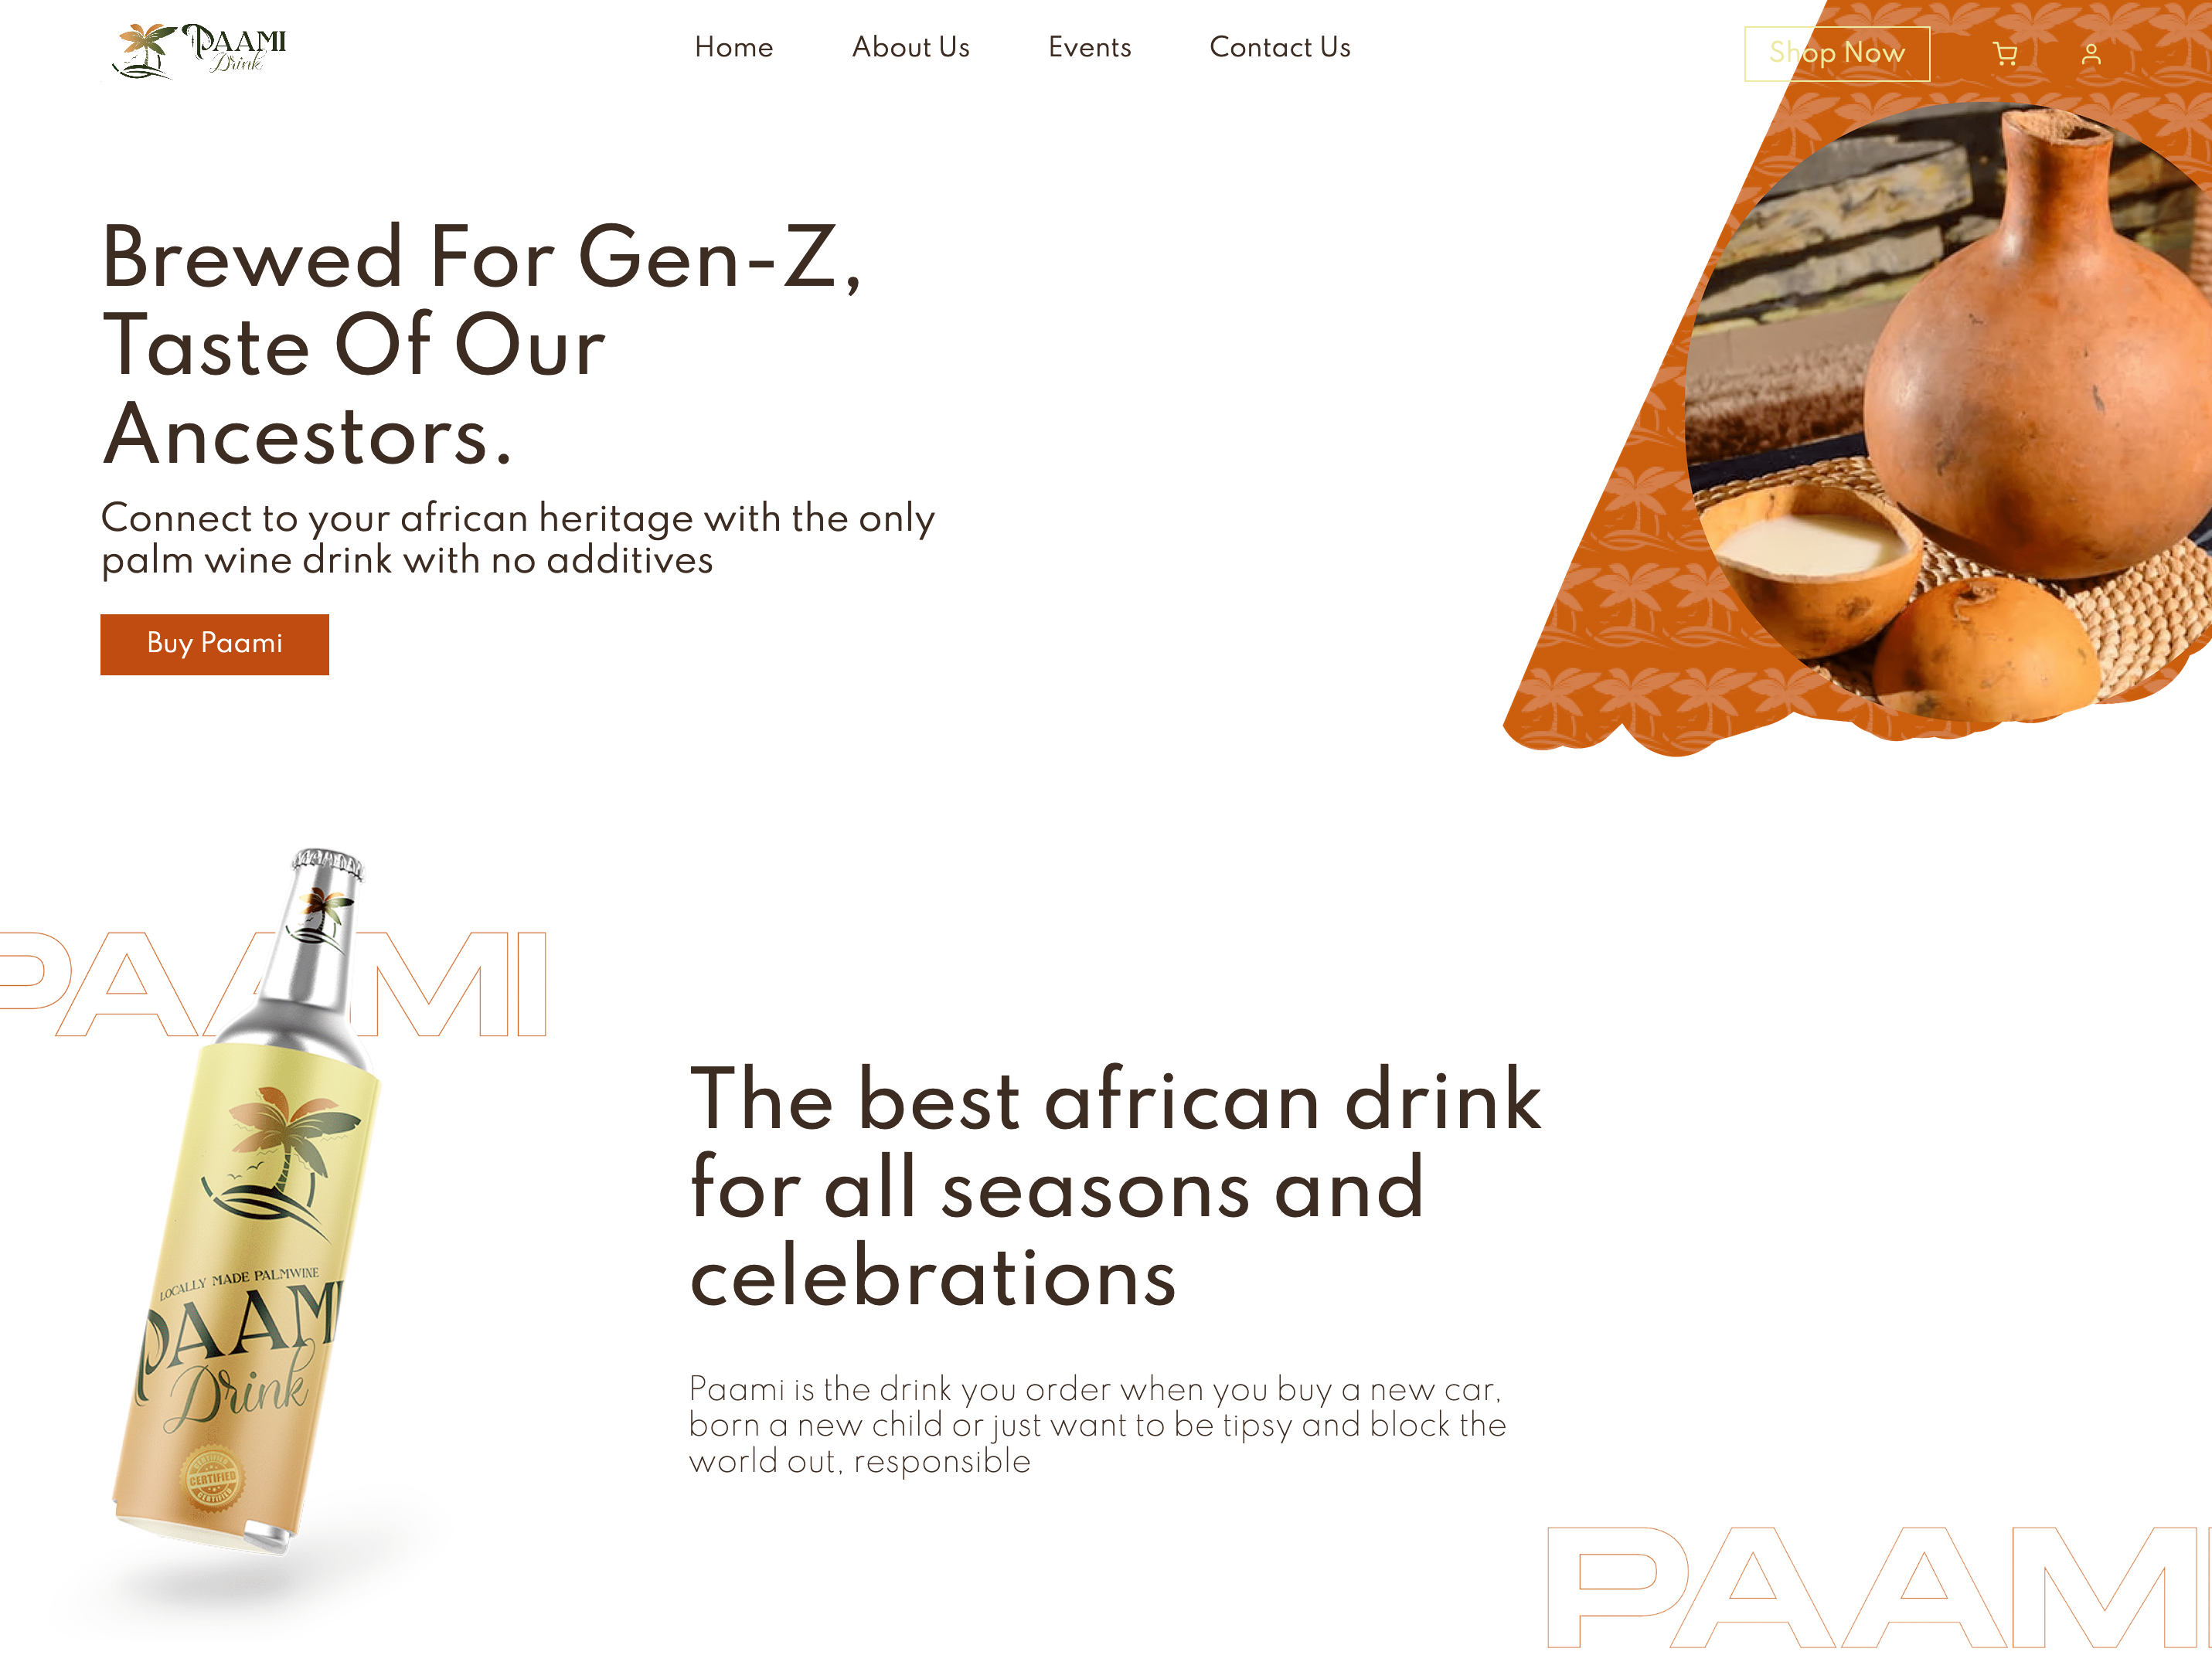 PAAMI
Drink
Home
About Us
Events
Contact Us
Shop Now
Brewed For Gen-Z,
Taste Of Our
Ancestors.
Connect to your african heritage with the only
palm wine drink with no additives
Buy Paami
PAAMI
LOCALLY MADE PALMWINE
PAAMI
Drink
CERTIFIED
CERTIFIED
CERTIFIED
The best african drink
for all seasons and
celebrations
Paami is the drink you order when you buy a new car,
born a new child or just want to be tipsy and block the
world out, responsible
PAAMI